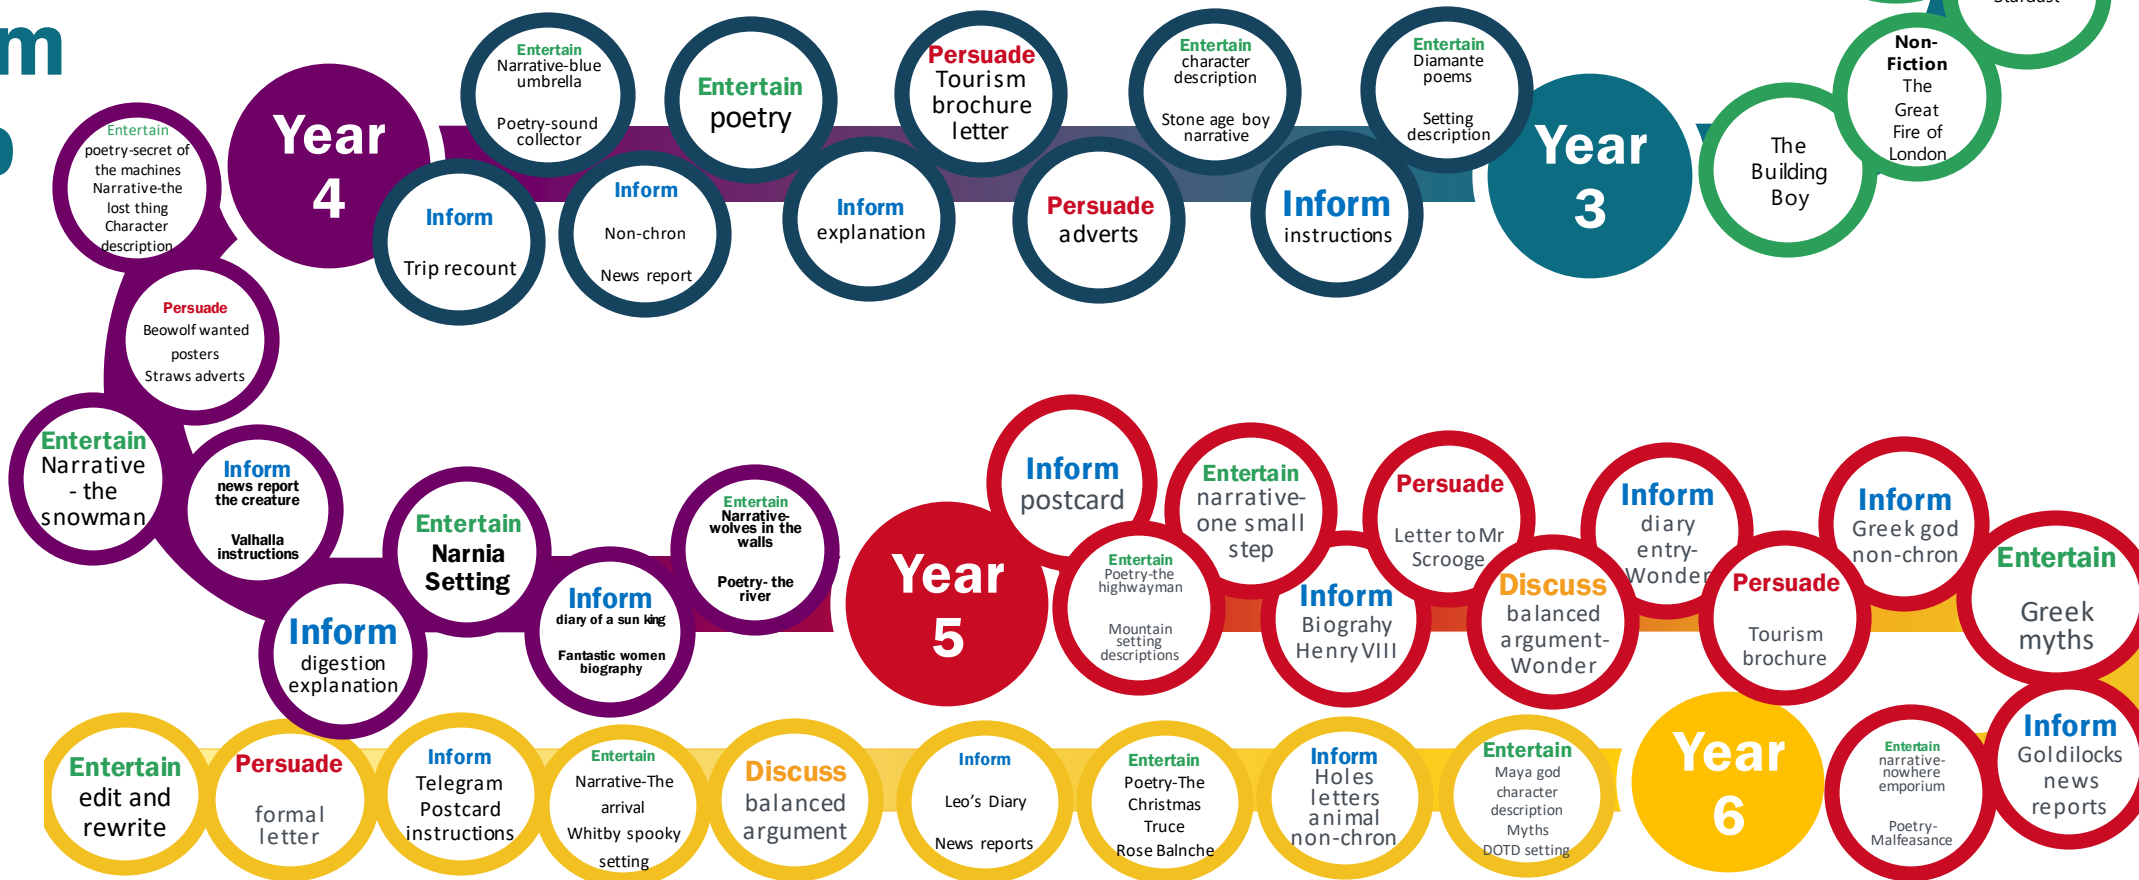 m
Stardust
Non-
Fiction
The
Great
Fire of
London
The
Building
Boy
Year
3
Entertain
Diamante
poems
Setting
description
Inform
instructions
Entertain
character
description
Stone age boy
narrative
Persuade
adverts
Persuade
Tourism
brochure
letter
Inform
explanation
Entertain
poetry
Inform
Non-chron
News report
Entertain
Narrative-blue
umbrella
Poetry-sound
collector
Inform
Trip recount
Year
4
Entertain
poetry-secret of
the machines
Narrative-the
lost thing
Character
description
Persuade
Beowolf wanted
posters
Straws adverts
Entertain
Narrative
- the
snowman
Inform
news report
the creature
Valhalla
instructions
Inform
digestion
explanation
Entertain
Narnia
Setting
Inform
diary of a sun king
Fantastic women
biography
Entertain
Narrative-
wolves in the
walls
Poetry- the
river
Year
5
Inform
postcard
Entertain
Poetry-the
highwayman
Mountain
setting
descriptions
Entertain
narrative-
one small
step
Inform
Biograhy
Henry VIII
Persuade
Letter to Mr
Scrooge
Discuss
balanced
argument-
Wonder
Inform
diary
entry-
Wonder
Persuade
Tourism
brochure
Inform
Greek god
non-chron
Entertain
Greek
myths
Inform
Goldilocks
news
reports
Entertain
narrative-
nowhere
emporium
Poetry-
Malfeasance
Year
6
Entertain
Maya god
character
description
Myths
DOTD setting
Inform
Holes
letters
animal
non-chron
Entertain
Poetry-The
Christmas
Truce
Rose Balnche
Inform
Leo's Diary
News reports
Discuss
balanced
argument
Entertain
Narrative-The
arrival
Whitby spooky
setting
Inform
Telegram
Postcard
instructions
Persuade
formal
letter
Entertain
edit and
rewrite